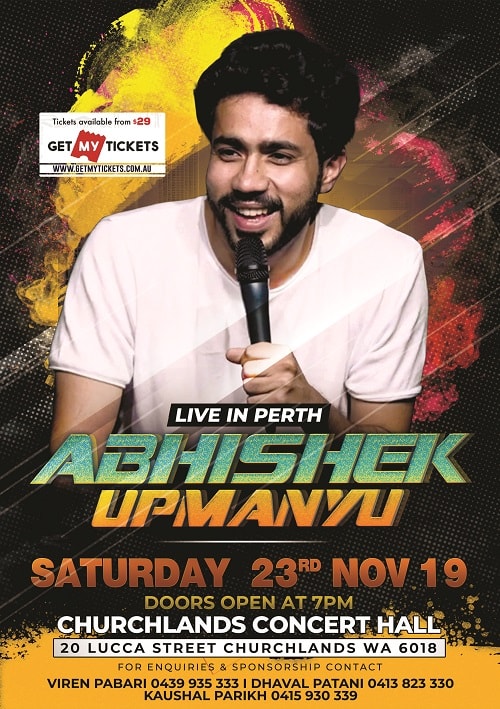 Tickets available from $29
GET MY TICKETS
WWW.GETMYTICKETS.COM.AU
LIVE IN PERTH
ABHISHEK
UPMANYU
SATURDAY 23RD NOV 19
DOORS OPEN AT 7PM
CHURCHLANDS CONCERT HALL
20 LUCCA STREET CHURCHLANDS WA 6018
FOR ENQUIRIES & SPONSORSHIP CONTACT
VIREN PABARI 0439 935 333 I DHAVAL PATANI 0413 823 330
KAUSHAL PARIKH 0415 930 339